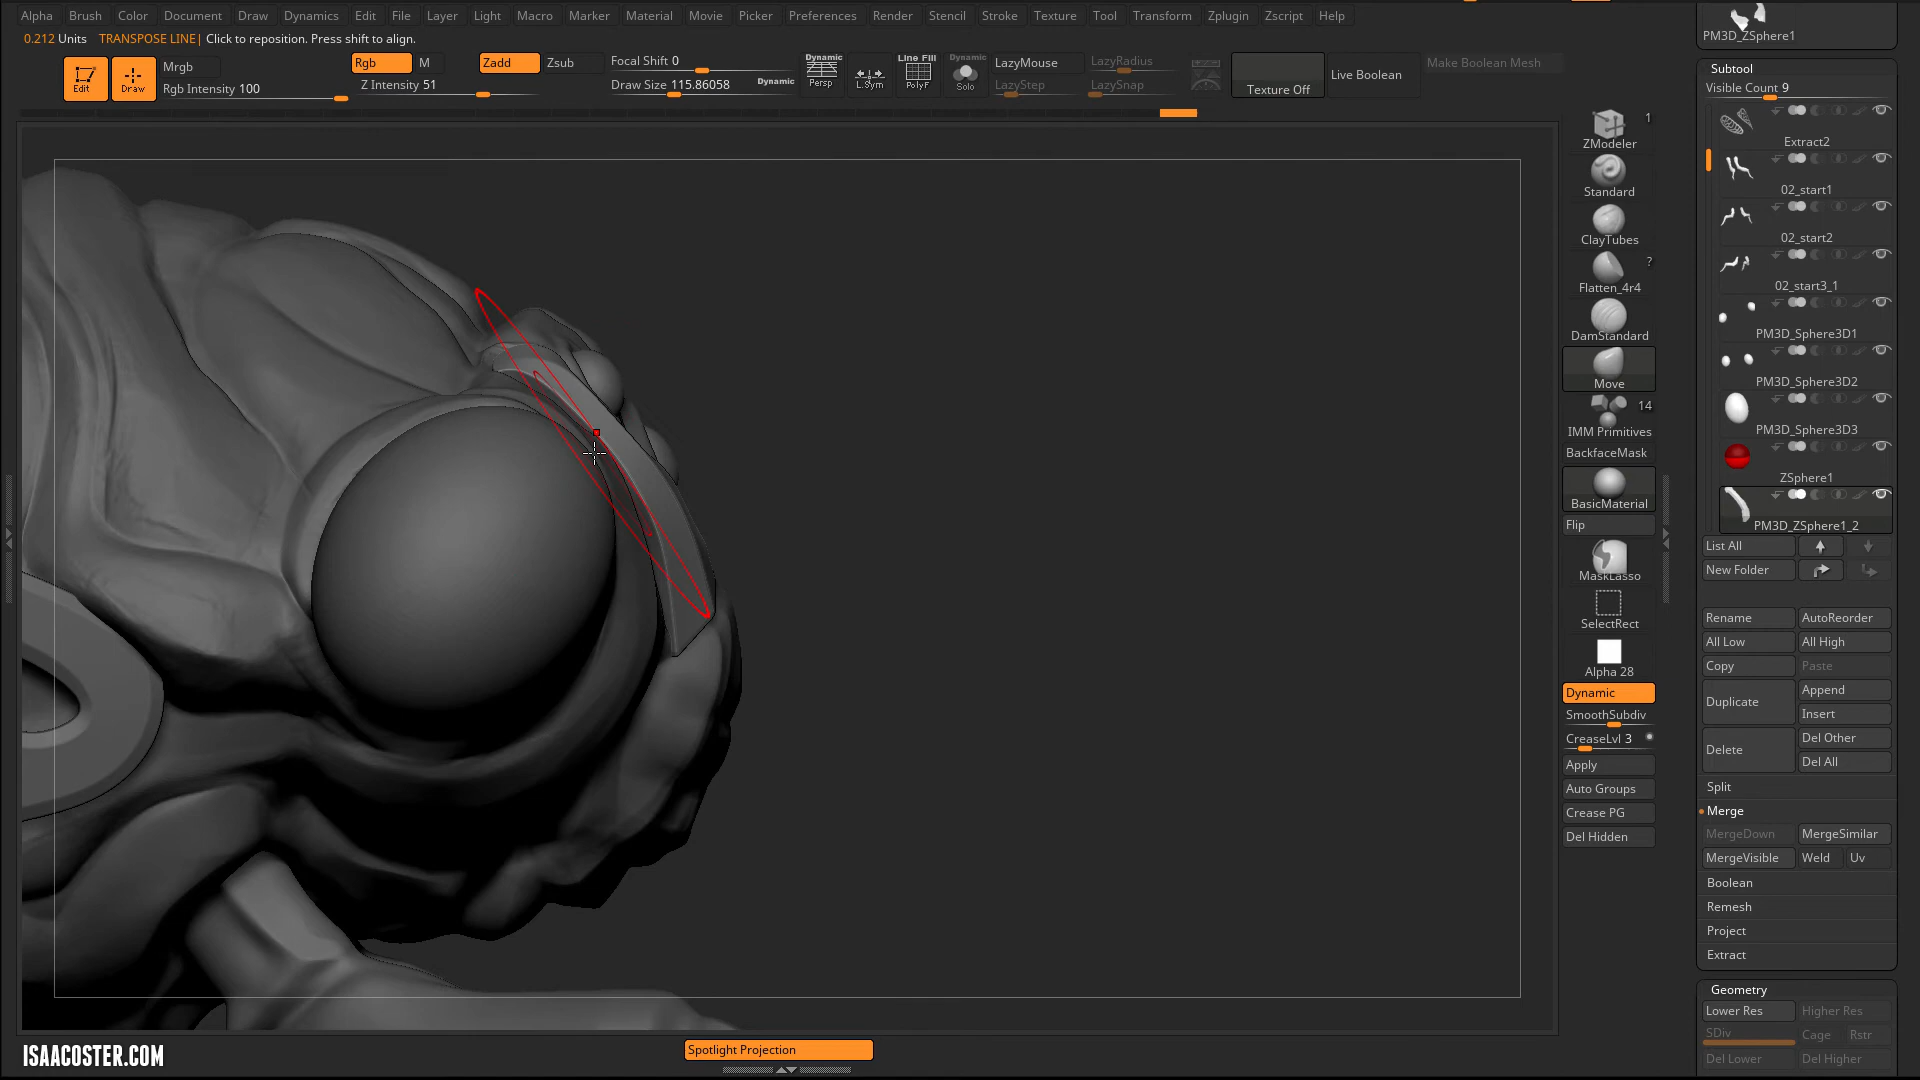 Alpha Brush Color Document Draw Dynamics Edit File Layer Light Macro Marker Material Movie Picker Preferences Render Stencil Stroke Texture Tool Transform Zplugin Zscript Help
0.212 Units TRANSPOSE LINE| Click to reposition. Press shift to align.
Edit
Draw
Mrgb
Rgb Intensity 100
Rgb
M
Z Intensity 51
Zadd
Zsub
Focal Shift 0
Draw Size 115.86058
Dynamic
Dynamic
Persp
L.Sym
Line Fill
PolyF
Dynamic
Solo
LazyMouse
LazyStep
LazyRadius
LazySnap
Texture Off
Live Boolean
Make Boolean Mesh
1
ZModeler
Standard
ClayTubes
?
Flatten_4r4
DamStandard
Move
14
IMM Primitives
BackfaceMask
BasicMaterial
Flip
MaskLasso
SelectRect
Alpha 28
Dynamic
SmoothSubdiv
CreaseLvl 3
Apply
Auto Groups
Crease PG
Del Hidden
PM3D_ZSphere1
Subtool
Visible Count 9
Extract2
02_start1
02_start2
02_start3_1
PM3D_Sphere3D1
PM3D_Sphere3D2
PM3D_Sphere3D3
ZSphere1
PM3D_ZSphere1_2
List All
New Folder
Rename AutoReorder
All Low All High
Copy Paste
Duplicate
Append
Insert
Delete
Del Other
Del All
Split
Merge
MergeDown MergeSimilar
MergeVisible Weld Uv
Boolean
Remesh
Project
Extract
Geometry
Lower Res Higher Res
SDiv Cage Rstr
Del Lower Del Higher
ISAACOSTER.COM
Spotlight Projection